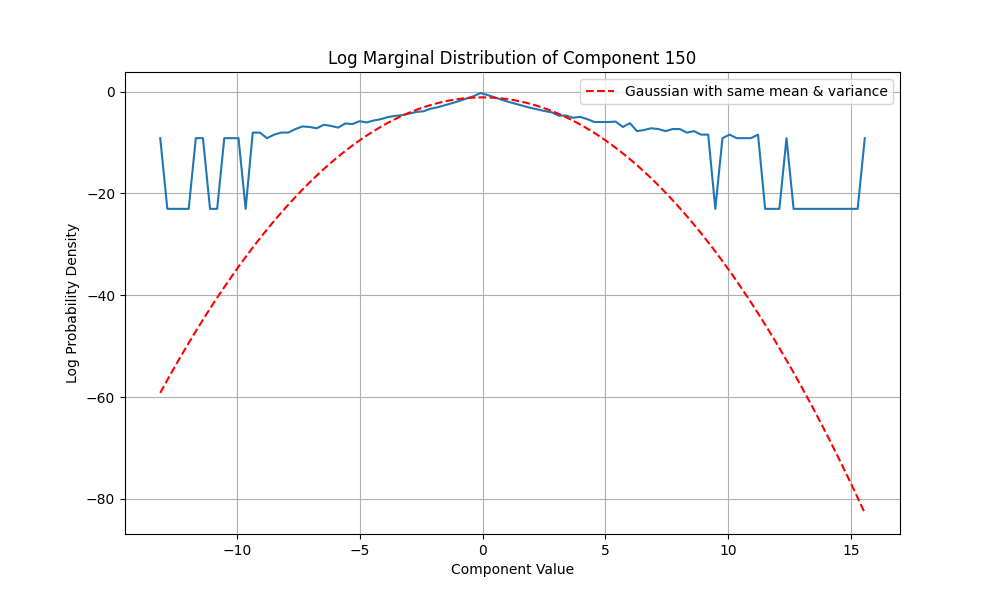 Log Marginal Distribution of Component 150
Gaussian with same mean & variance
0
−20
−40
−60
−80
Log Probability Density
−10
−5
0
5
10
15
Component Value